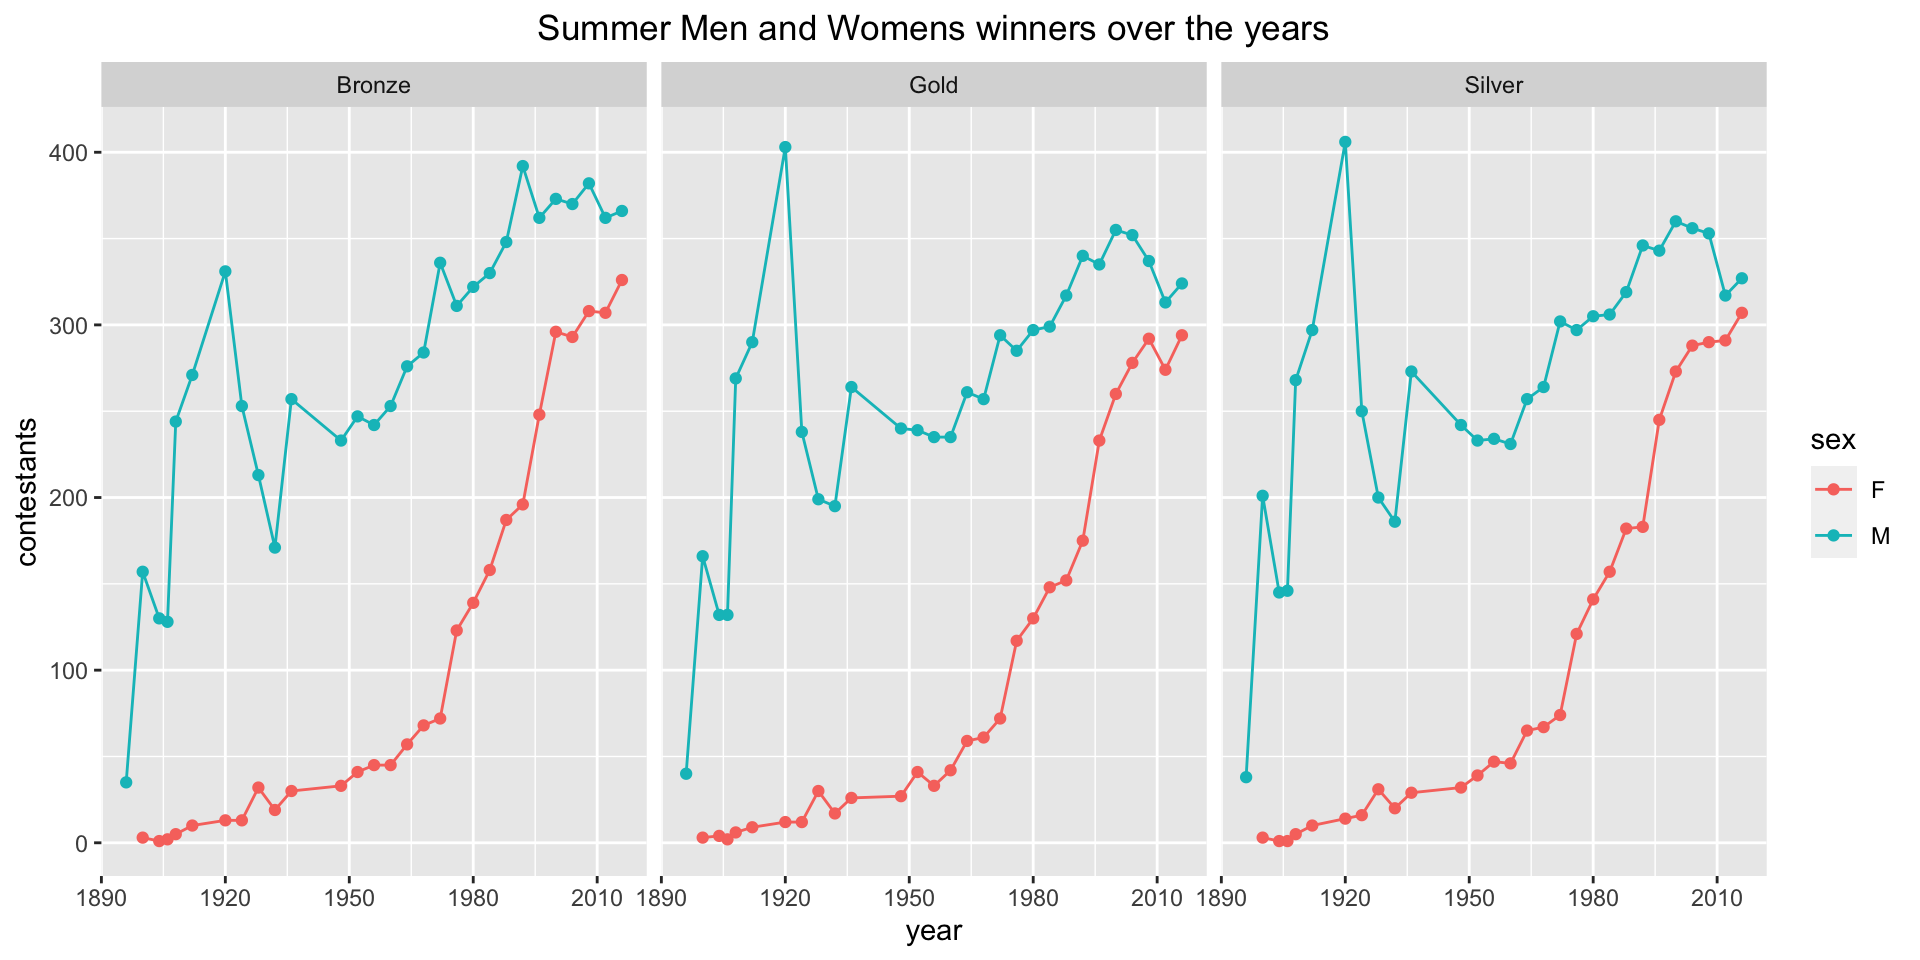 Summer Men and Womens winners over the years
Bronze Gold Silver
400
300
200
100
0
1890 1920 1950 1980 2010 1890 1920 1950 1980 2010 1890 1920 1950 1980 2010
contestants
year
sex
F
M